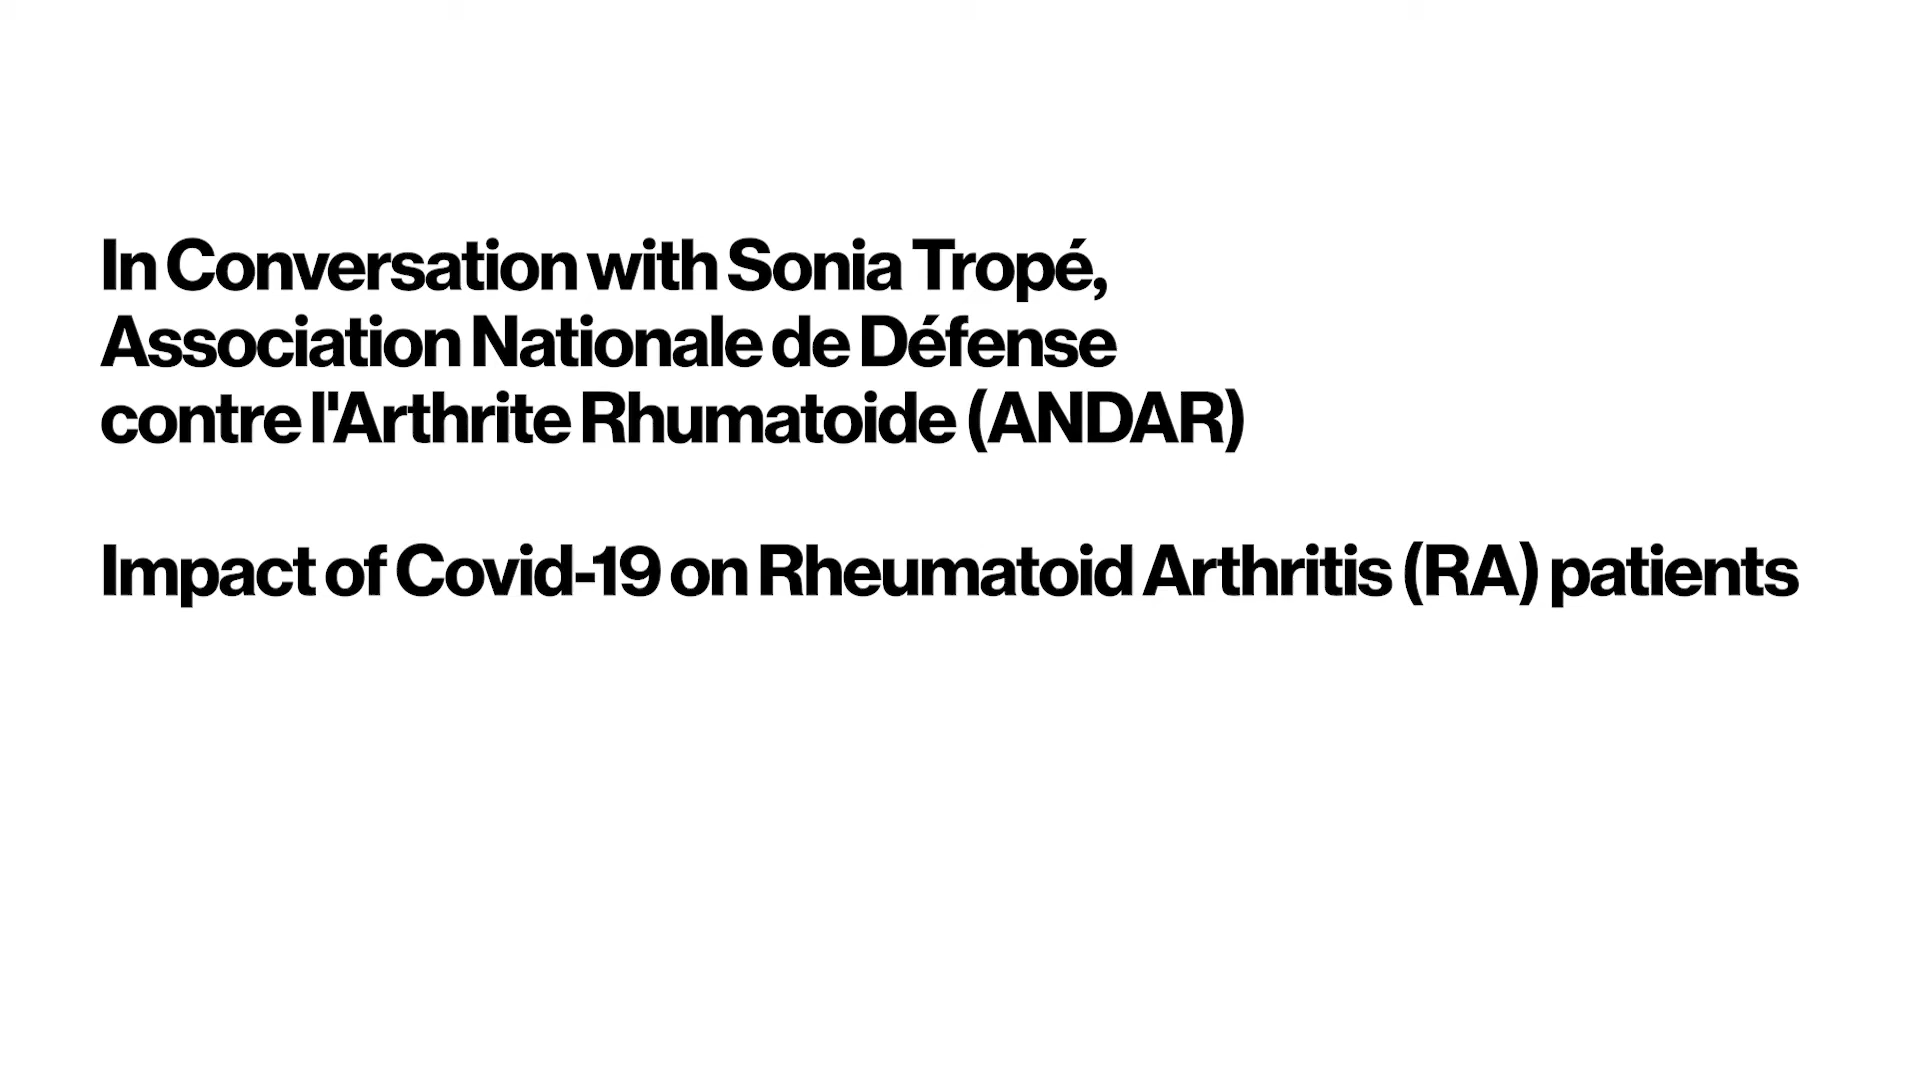 In Conversation with Sonia Tropé,
Association Nationale de Défense
contre l'Arthrite Rhumatoide (ANDAR)
Impact of Covid-19 on Rheumatoid Arthritis (RA) patients